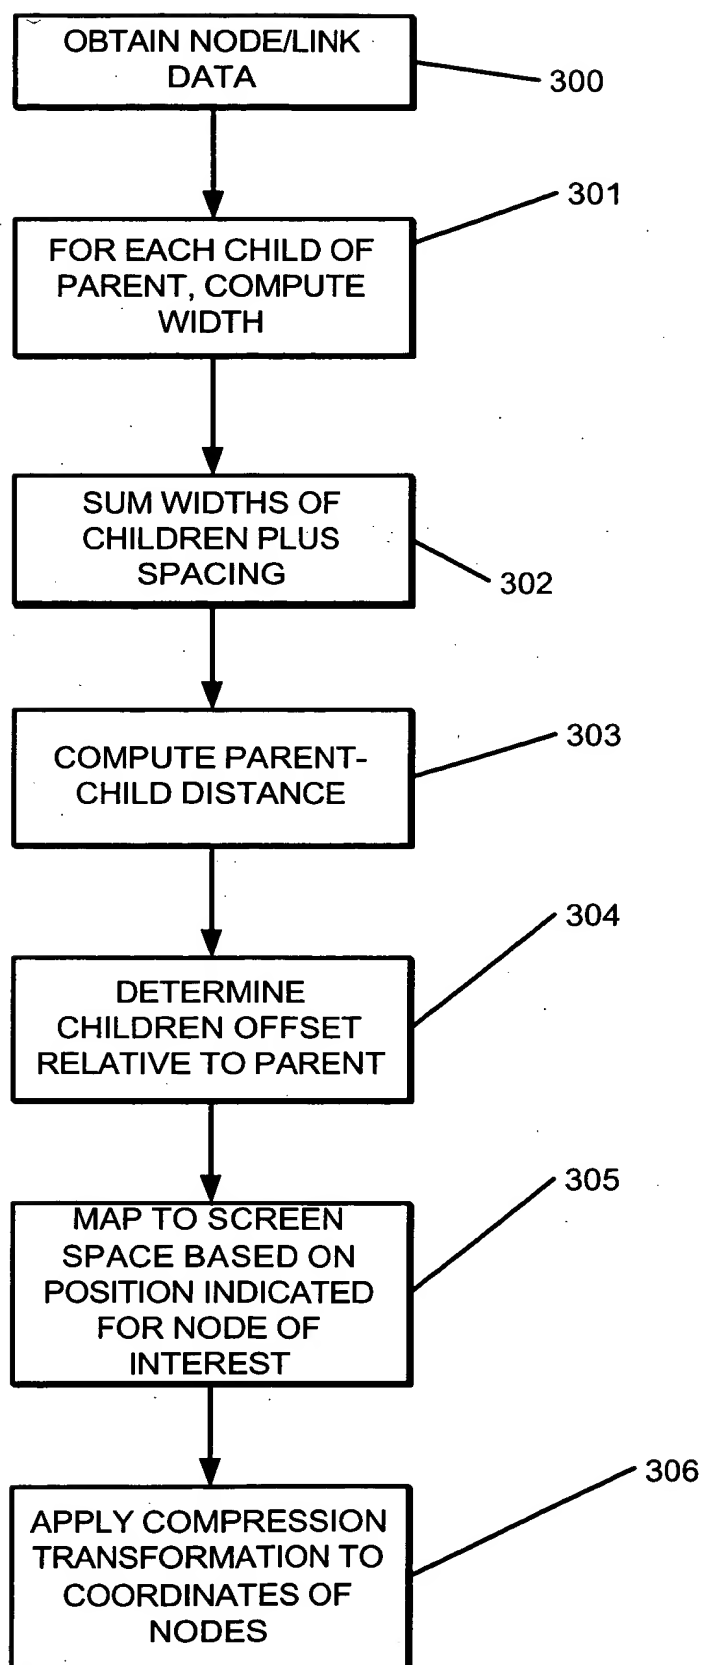 OBTAIN NODE/LINK
DATA
300
301
FOR EACH CHILD OF
PARENT, COMPUTE
WIDTH
SUM WIDTHS OF
CHILDREN PLUS
SPACING
302
303
COMPUTE PARENT-
CHILD DISTANCE
304
DETERMINE
CHILDREN OFFSET
RELATIVE TO PARENT
305
MAP TO SCREEN
SPACE BASED ON
POSITION INDICATED
FOR NODE OF
INTEREST
306
APPLY COMPRESSION
TRANSFORMATION TO
COORDINATES OF
NODES